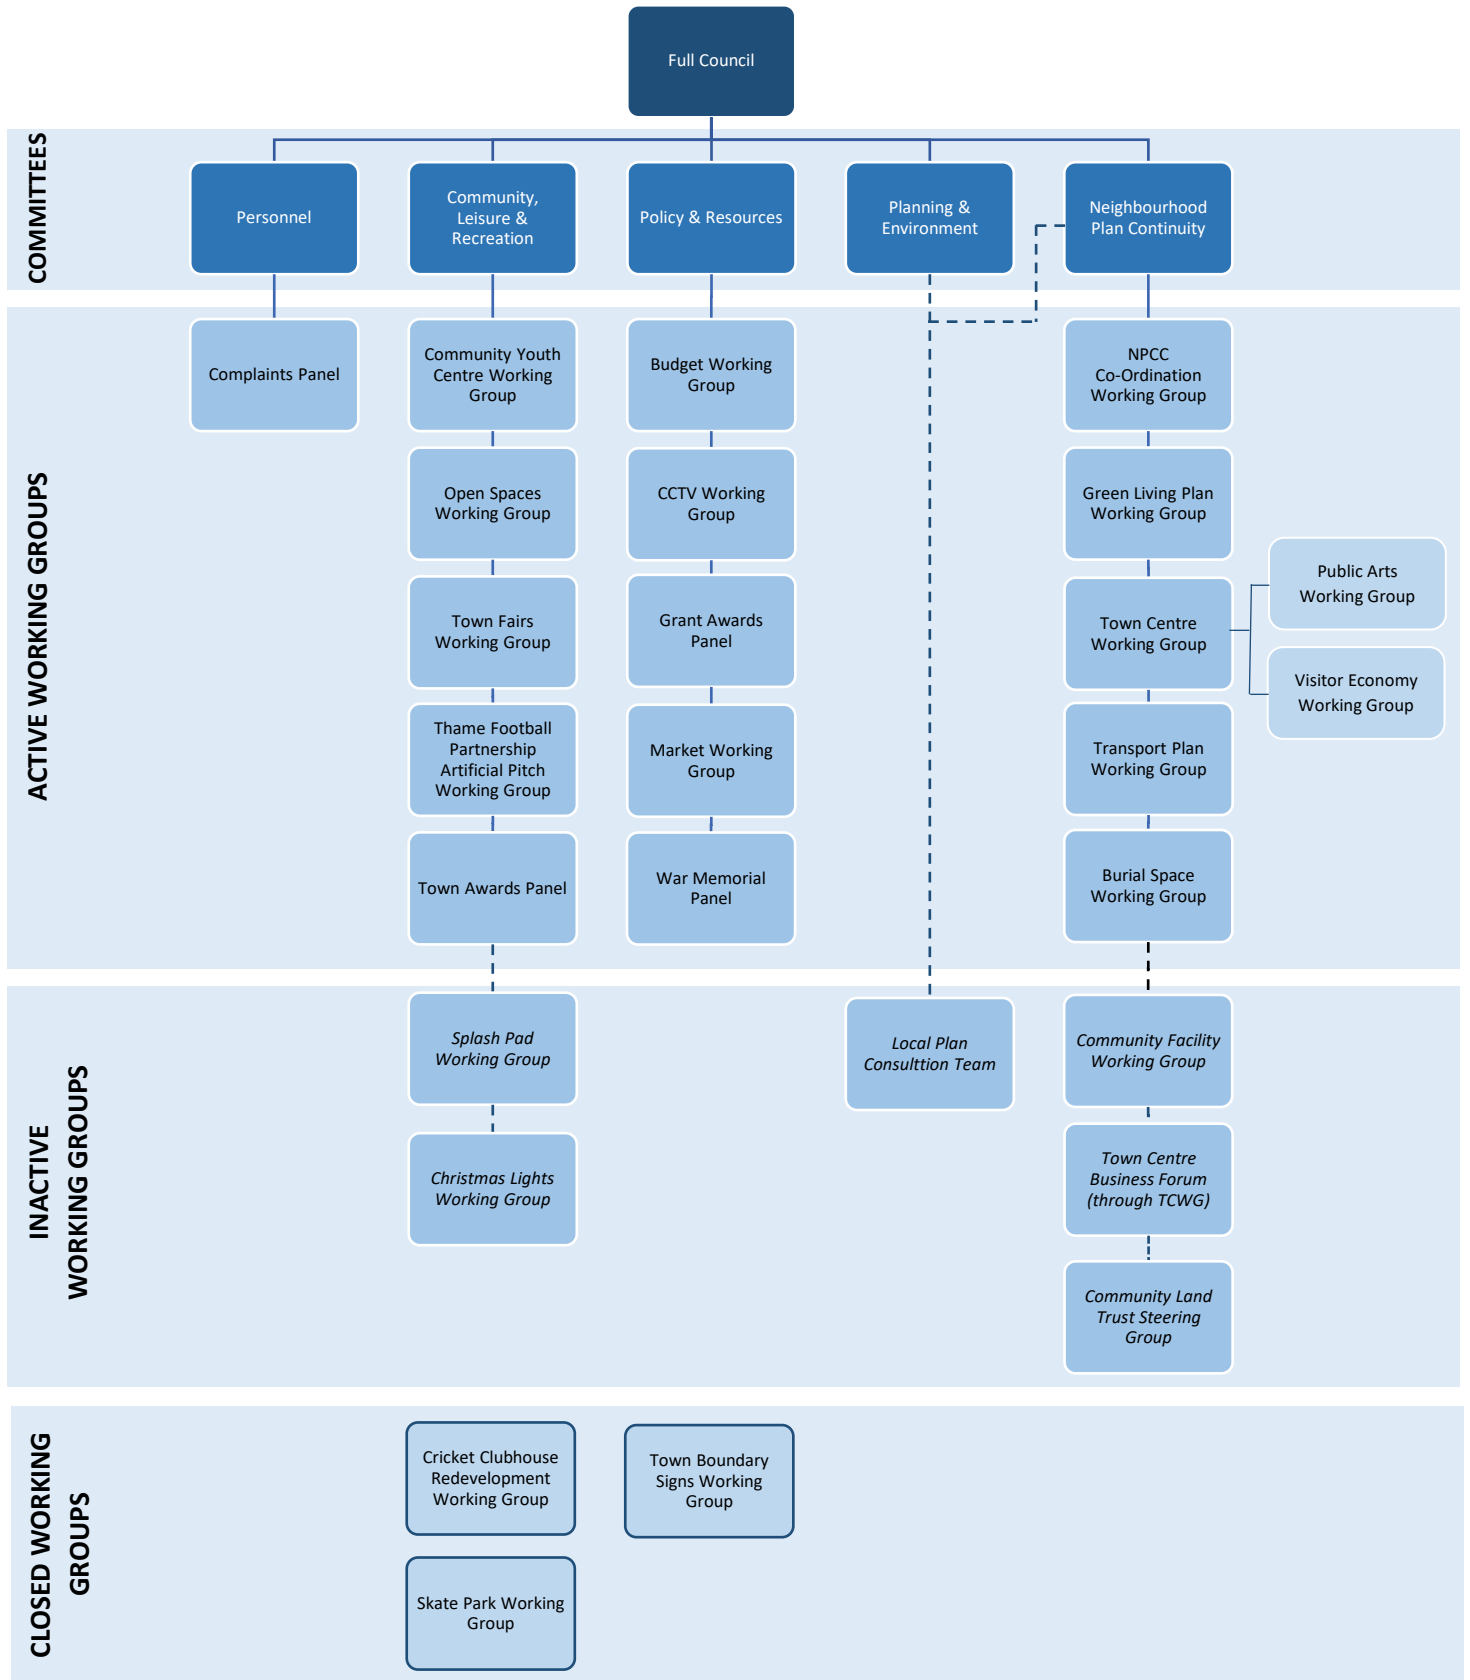 Full Council
COMMITTEES
Personnel
Community,
Leisure &
Recreation
Policy & Resources
Planning &
Environment
Neighbourhood
Plan Continuity
ACTIVE WORKING GROUPS
Complaints Panel
Community Youth
Centre Working
Group
Open Spaces
Working Group
Town Fairs
Working Group
Thame Football
Partnership
Artificial Pitch
Working Group
Town Awards Panel
Budget Working
Group
CCTV Working
Group
Grant Awards
Panel
Market Working
Group
War Memorial
Panel
NPCC
Co-Ordination
Working Group
Green Living Plan
Working Group
Town Centre
Working Group
Public Arts
Working Group
Visitor Economy
Working Group
Transport Plan
Working Group
Burial Space
Working Group
INACTIVE
WORKING GROUPS
Splash Pad
Working Group
Christmas Lights
Working Group
Local Plan
Consulttion Team
Community Facility
Working Group
Town Centre
Business Forum
(through TCWG)
Community Land
Trust Steering
Group
CLOSED WORKING
GROUPS
Cricket Clubhouse
Redevelopment
Working Group
Skate Park Working
Group
Town Boundary
Signs Working
Group